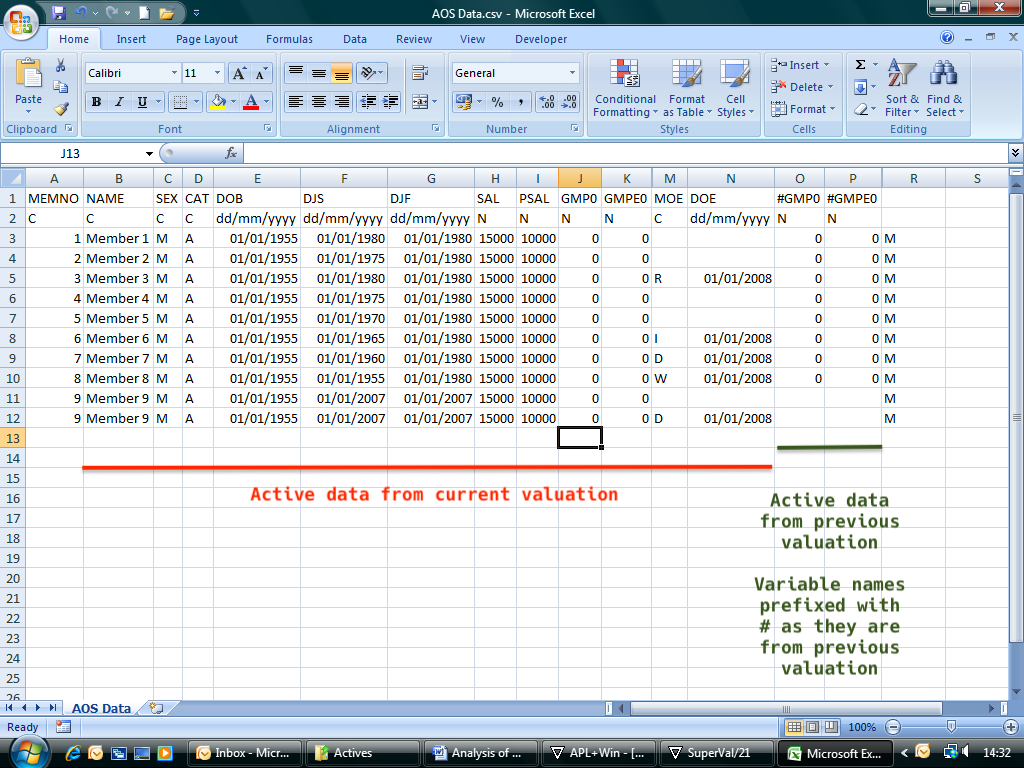 AOS Data.csv - Microsoft Excel
Home Insert Page Layout Formulas Data Review View Developer
Paste
Calibri 11 General
B I U % ,
Conditional Formatting
Format as Table
Cell Styles
Insert
Delete
Format
Σ
Sort & Filter
Find & Select
Clipboard Font Alignment Number Styles Cells Editing
J13 fx
A B C D E F G H I J K M N O P R S
1 MEMNO NAME SEX CAT DOB DJS DJF SAL PSAL GMP0 GMPE0 MOE DOE #GMP0 #GMPE0
2 C C C C dd/mm/yyyy dd/mm/yyyy dd/mm/yyyy N N N N C dd/mm/yyyy N N
3 1 Member 1 M A 01/01/1955 01/01/1980 01/01/1980 15000 10000 0 0 0 0 M
4 2 Member 2 M A 01/01/1955 01/01/1975 01/01/1980 15000 10000 0 0 0 0 M
5 3 Member 3 M A 01/01/1955 01/01/1980 01/01/1980 15000 10000 0 0 R 01/01/2008 0 0 M
6 4 Member 4 M A 01/01/1955 01/01/1975 01/01/1980 15000 10000 0 0 0 0 M
7 5 Member 5 M A 01/01/1955 01/01/1970 01/01/1980 15000 10000 0 0 0 0 M
8 6 Member 6 M A 01/01/1955 01/01/1965 01/01/1980 15000 10000 0 0 I 01/01/2008 0 0 M
9 7 Member 7 M A 01/01/1955 01/01/1960 01/01/1980 15000 10000 0 0 D 01/01/2008 0 0 M
10 8 Member 8 M A 01/01/1955 01/01/1955 01/01/1980 15000 10000 0 0 W 01/01/2008 0 0 M
11 9 Member 9 M A 01/01/1955 01/01/2007 01/01/2007 15000 10000 0 0 M
12 9 Member 9 M A 01/01/1955 01/01/2007 01/01/2007 15000 10000 0 0 D 01/01/2008 M
13
14
15
16
17
18
19
20
21
22
23
24
25
26
Active data from current valuation
Active data
from previous
valuation
Variable names
prefixed with
# as they are
from previous
valuation
AOS Data
Ready 100%
Inbox - Micr... Actives Analysis of ... APL+Win - [... SuperVal/21 Microsoft Ex... < 14:32